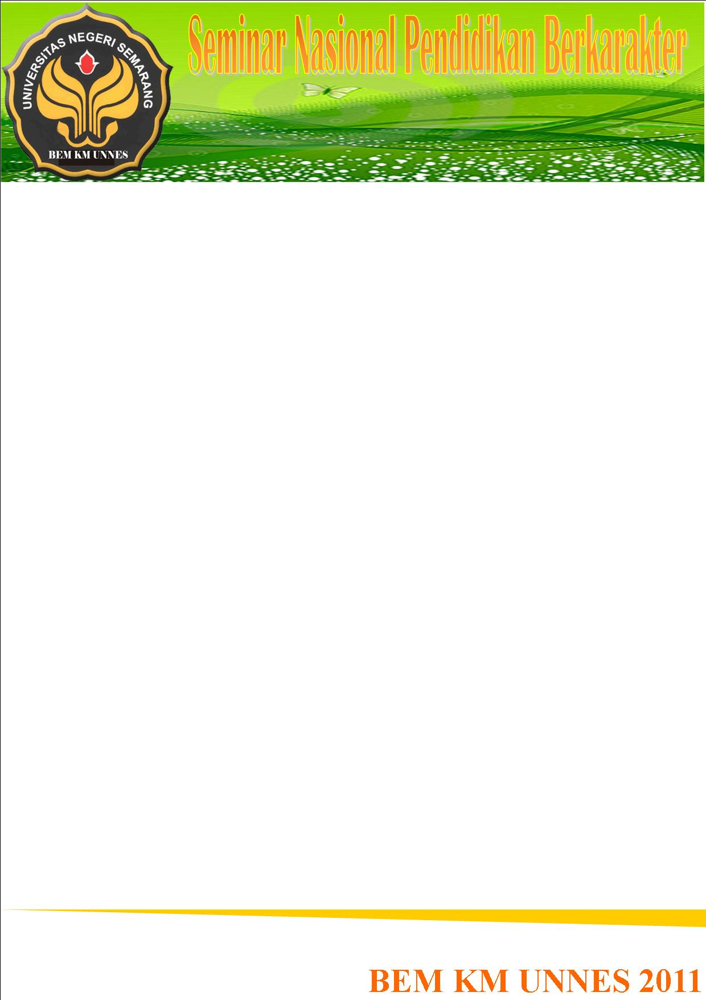 Seminar Nasional Pendidikan Berkarakter
UNIVERSITAS NEGERI SEMARANG
BEM KM UNNES
BEM KM UNNES 2011